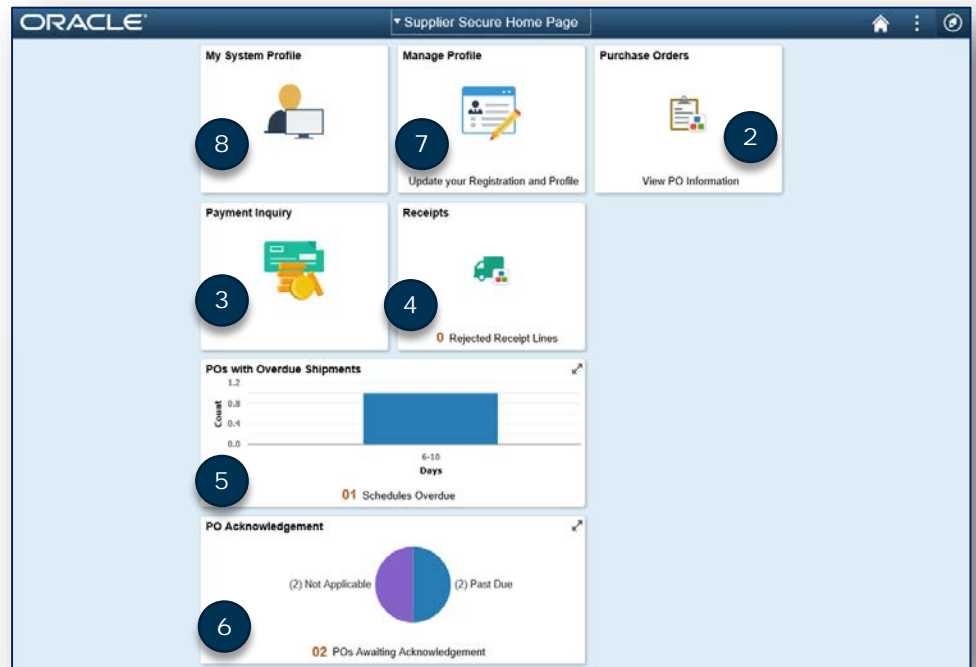 ORACLE
Supplier Secure Home Page
My System Profile
8
Manage Profile
7
Update your Registration and Profile
Purchase Orders
2
View PO Information
Payment Inquiry
3
Receipts
4
0 Rejected Receipt Lines
POs with Overdue Shipments
1.2
0.8
0.4
0.0
Count
6-10
Days
5
01 Schedules Overdue
PO Acknowledgement
(2) Not Applicable
(2) Past Due
6
02 POs Awaiting Acknowledgement